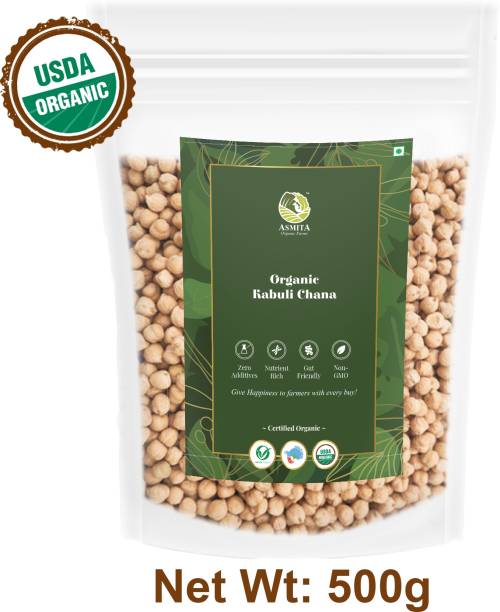 USDA
ORGANIC
ASMITA
Organic Farms
Organic
Kabuli Chana
Zero
Additives
Nutrient
Rich
Gut
Friendly
Non-
GMO
Give Happiness to farmers with every buy!
~ Certified Organic ~
USDA
ORGANIC
Net Wt: 500g